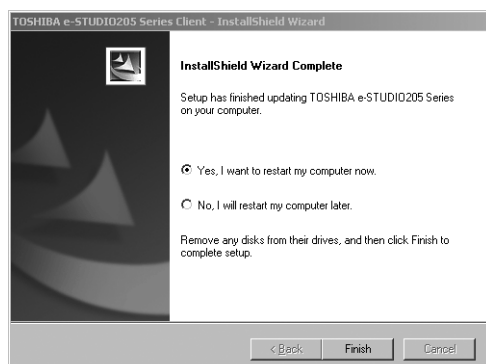 TOSHIBA e-STUDIO205 Series Client - InstallShield Wizard
InstallShield Wizard Complete
Setup has finished updating TOSHIBA e-STUDIO205 Series
on your computer.
Yes, I want to restart my computer now.
No, I will restart my computer later.
Remove any disks from their drives, and then click Finish to
complete setup.
< Back Finish Cancel